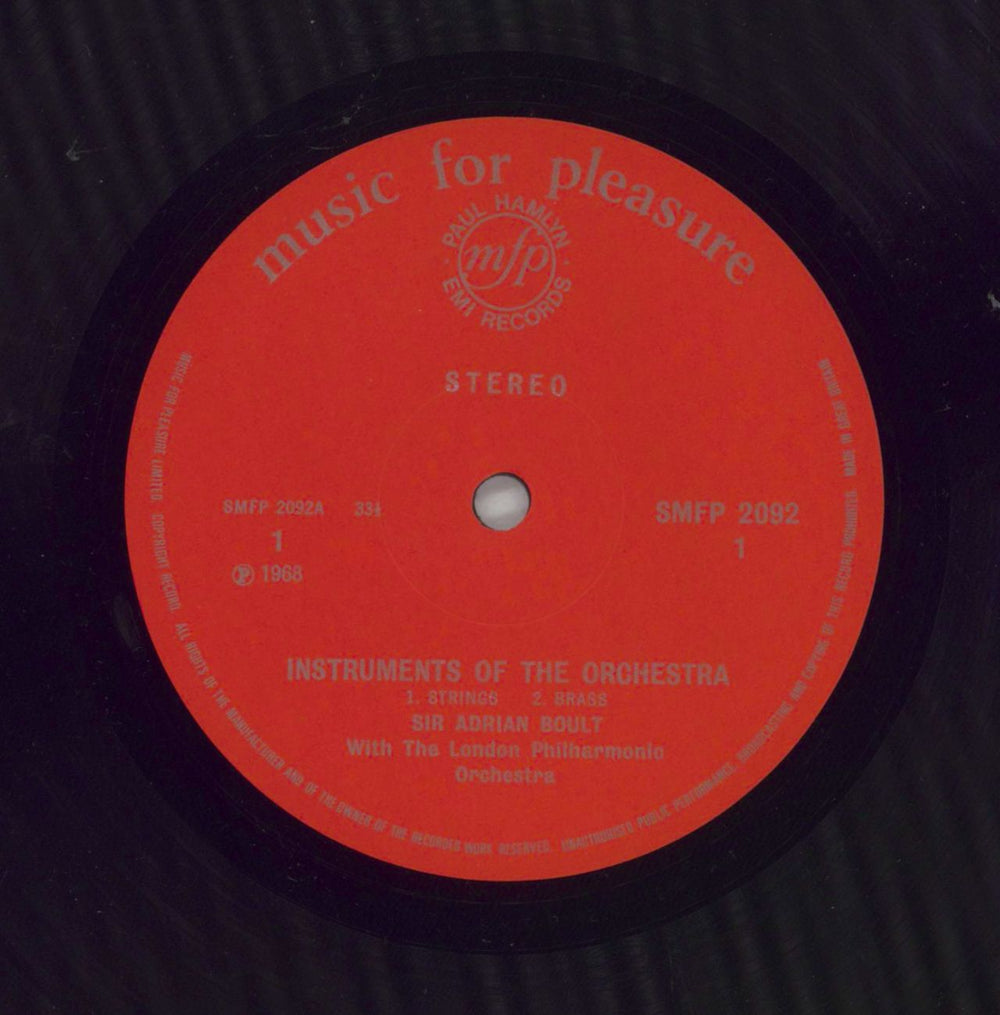 music for pleasure
PAUL HAMLYN
mfp
EMI RECORDS
STEREO
SMFP 2092A 33⅓
1
Ⓟ 1968
SMFP 2092
1
INSTRUMENTS OF THE ORCHESTRA
1. STRINGS 2. BRASS
SIR ADRIAN BOULT
With The London Philharmonic
Orchestra
MUSIC FOR PLEASURE LIMITED. COPYRIGHT RECORD. ALL RIGHTS OF THE MANUFACTURER AND OF THE OWNER OF THE RECORDED WORK RESERVED. UNAUTHORISED PUBLIC PERFORMANCE, BROADCASTING AND COPYING OF THIS RECORD PROHIBITED. MADE IN GREAT BRITAIN